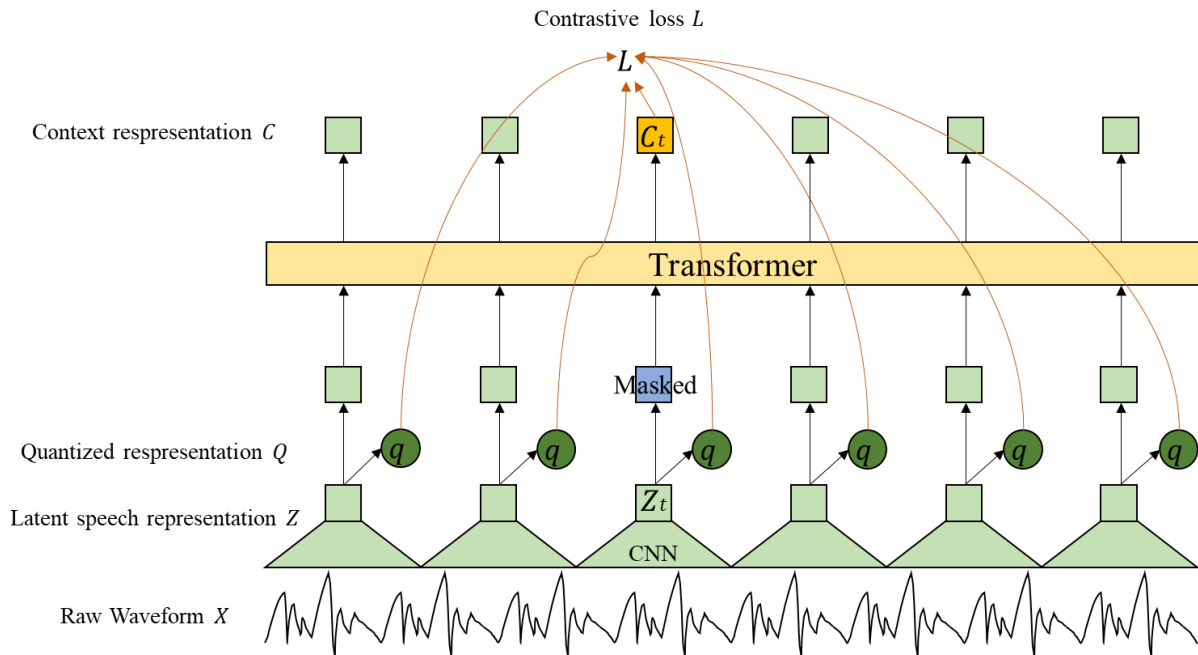 Contrastive loss L
L
Context respresentation C
Ct
Transformer
Masked
Quantized respresentation Q
q q q q q q
Latent speech representation Z
Zt
CNN
Raw Waveform X